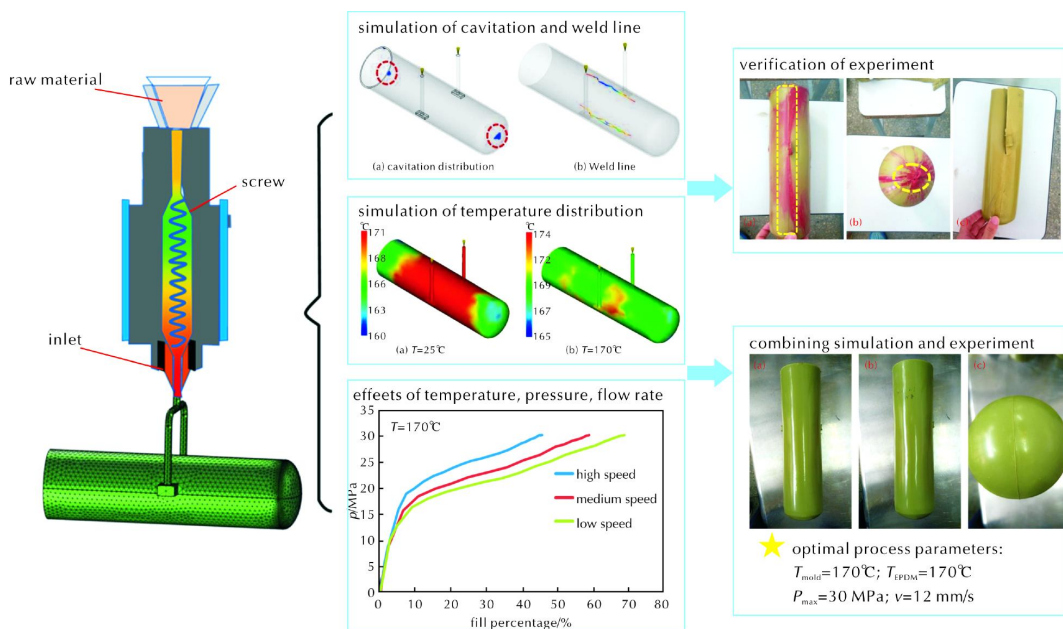 raw material
screw
inlet
simulation of cavitation and weld line
(a) cavitation distribution
(b) Weld line
simulation of temperature distribution
℃
171
168
166
163
160
(a) T=25℃
℃
174
172
169
167
165
(b) T=170℃
effects of temperature, pressure, flow rate
T=170℃
high speed
medium speed
low speed
p/MPa
35
30
25
20
15
10
5
0
0 10 20 30 40 50 60 70 80
fill percentage/%
verification of experiment
(b)
combining simulation and experiment
(a)
(b)
(c)
optimal process parameters:
Tmold=170℃; TEPDM=170℃
Pmax=30 MPa; v=12 mm/s